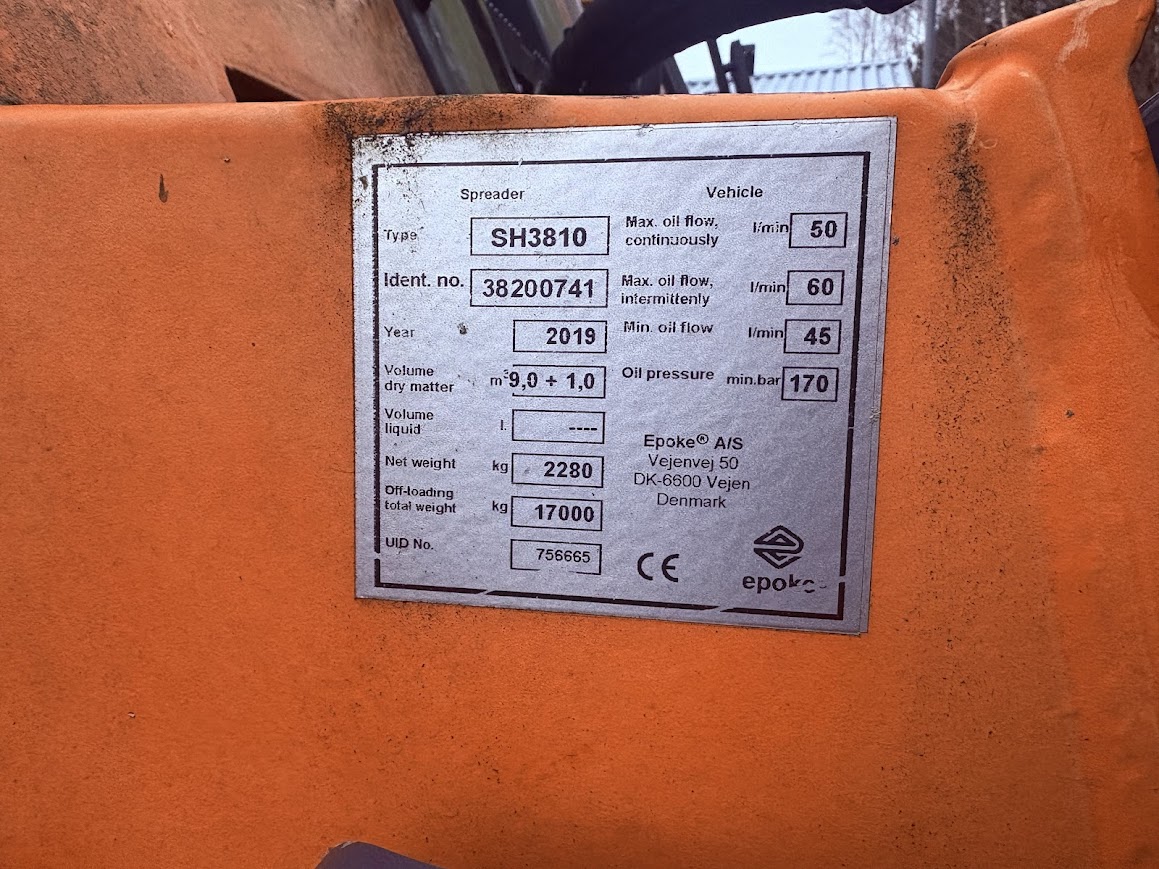 Spreader
Type SH3810
Ident. no. 38200741
Year 2019
Volume
dry matter m³ 9,0 + 1,0
Volume
liquid l. ----
Net weight kg 2280
Off-loading
total weight kg 17000
UID No. 756665
Vehicle
Max. oil flow,
continuously l/min 50
Max. oil flow,
intermittenly l/min 60
Min. oil flow l/min 45
Oil pressure min.bar 170
Epoke® A/S
Vejenvej 50
DK-6600 Vejen
Denmark
CE
epoke